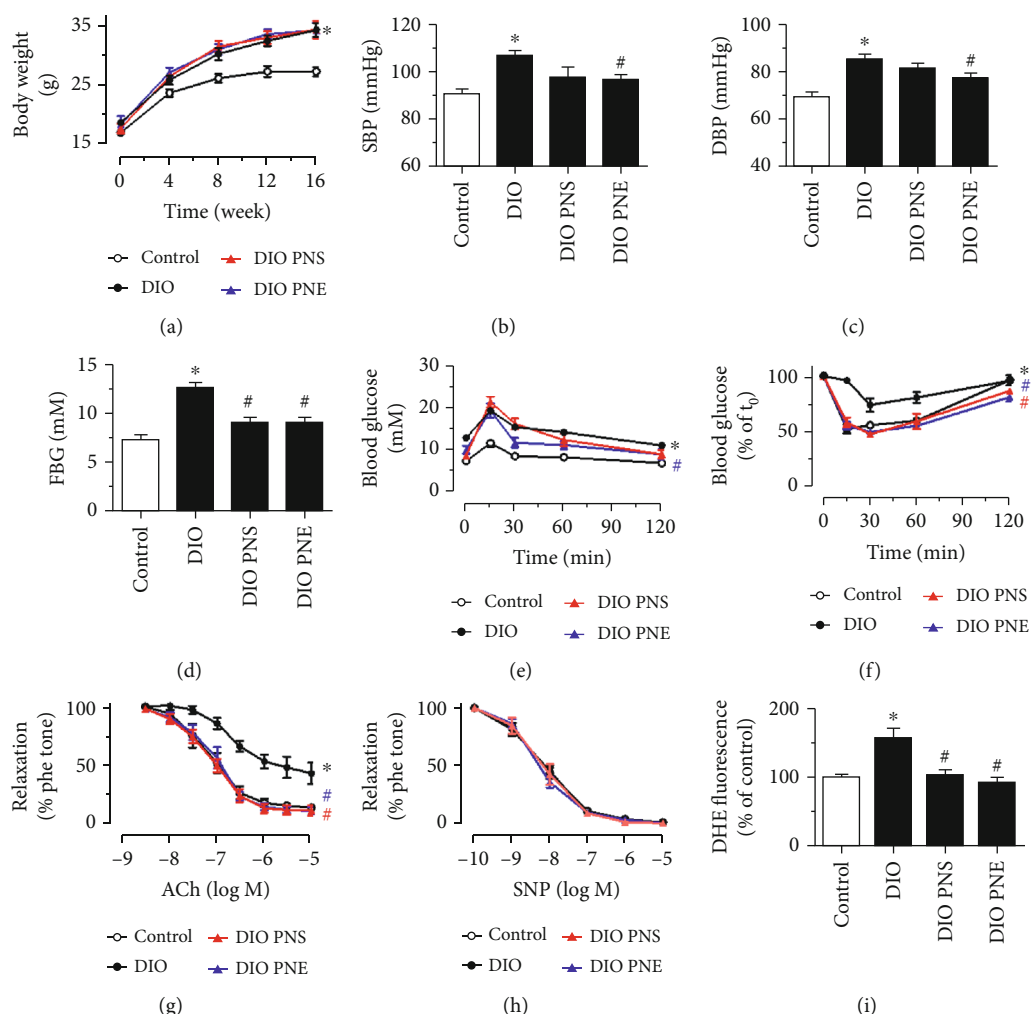 Body weight
(g)
35
25
15
*
0 4 8 12 16
Time (week)
Control
DIO
DIO PNS
DIO PNE
(a)
SBP (mmHg)
120
100
80
60
*
#
Control
DIO
DIO PNS
DIO PNE
(b)
DBP (mmHg)
100
80
60
40
*
#
Control
DIO
DIO PNS
DIO PNE
(c)
FBG (mM)
15
10
5
0
*
#
#
Control
DIO
DIO PNS
DIO PNE
(d)
Blood glucose
(mM)
30
20
10
0
*
#
0 30 60 90 120
Time (min)
Control
DIO
DIO PNS
DIO PNE
(e)
Blood glucose
(% of t0)
100
50
0
*
#
#
0 30 60 90 120
Time (min)
Control
DIO
DIO PNS
DIO PNE
(f)
Relaxation
(% phe tone)
100
50
0
*
#
#
–9 –8 –7 –6 –5
ACh (log M)
Control
DIO
DIO PNS
DIO PNE
(g)
Relaxation
(% phe tone)
100
50
0
–10 –9 –8 –7 –6 –5
SNP (log M)
Control
DIO
DIO PNS
DIO PNE
(h)
DHE fluorescence
(% of control)
200
150
100
50
0
*
#
#
Control
DIO
DIO PNS
DIO PNE
(i)